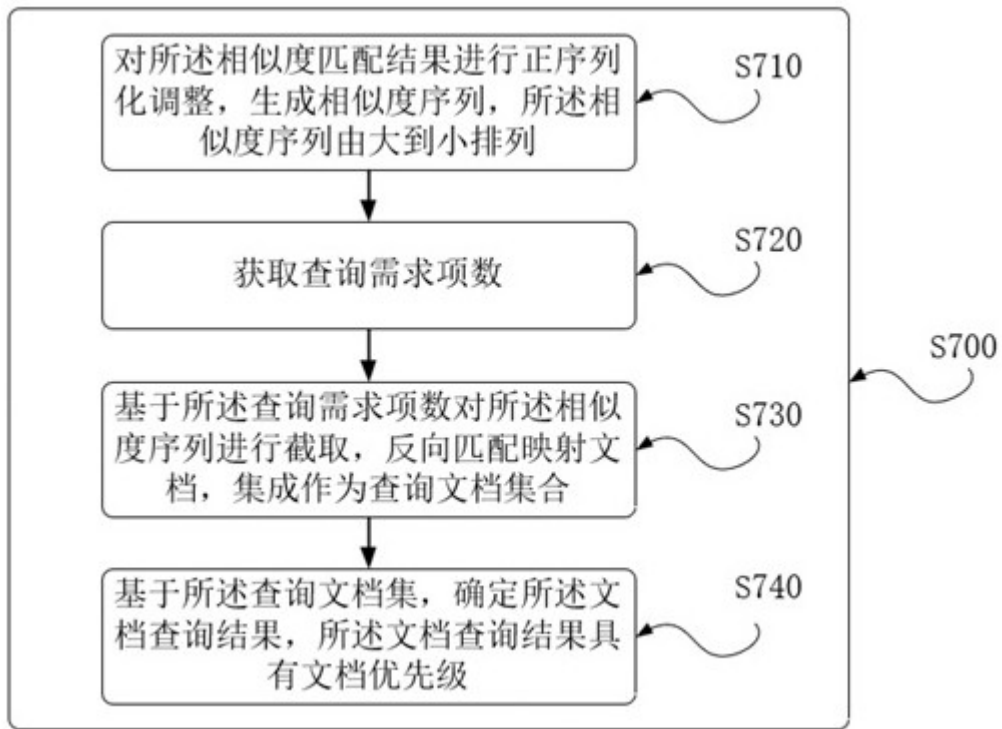 对所述相似度匹配结果进行正序列
化调整，生成相似度序列，所述相
似度序列由大到小排列
S710
获取查询需求项数
S720
S700
基于所述查询需求项数对所述相似
度序列进行截取，反向匹配映射文
档，集成作为查询文档集合
S730
基于所述查询文档集，确定所述文
档查询结果，所述文档查询结果具
有文档优先级
S740